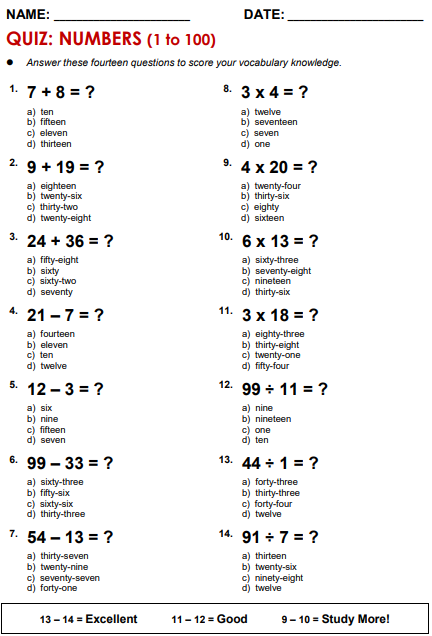 NAME: ______________________ DATE: ______________________
QUIZ: NUMBERS (1 to 100)
● Answer these fourteen questions to score your vocabulary knowledge.
1. 7 + 8 = ?
a) ten
b) fifteen
c) eleven
d) thirteen
2. 9 + 19 = ?
a) eighteen
b) twenty-six
c) thirty-two
d) twenty-eight
3. 24 + 36 = ?
a) fifty-eight
b) sixty
c) sixty-two
d) seventy
4. 21 – 7 = ?
a) fourteen
b) eleven
c) ten
d) twelve
5. 12 – 3 = ?
a) six
b) nine
c) fifteen
d) seven
6. 99 – 33 = ?
a) sixty-three
b) fifty-six
c) sixty-six
d) thirty-three
7. 54 – 13 = ?
a) thirty-seven
b) twenty-nine
c) seventy-seven
d) forty-one
8. 3 x 4 = ?
a) twelve
b) seventeen
c) seven
d) one
9. 4 x 20 = ?
a) twenty-four
b) thirty-six
c) eighty
d) sixteen
10. 6 x 13 = ?
a) sixty-three
b) seventy-eight
c) nineteen
d) thirty-six
11. 3 x 18 = ?
a) eighty-three
b) thirty-eight
c) twenty-one
d) fifty-four
12. 99 ÷ 11 = ?
a) nine
b) nineteen
c) one
d) ten
13. 44 ÷ 1 = ?
a) forty-three
b) thirty-three
c) forty-four
d) twelve
14. 91 ÷ 7 = ?
a) thirteen
b) twenty-six
c) ninety-eight
d) twelve
13 – 14 = Excellent 11 – 12 = Good 9 – 10 = Study More!